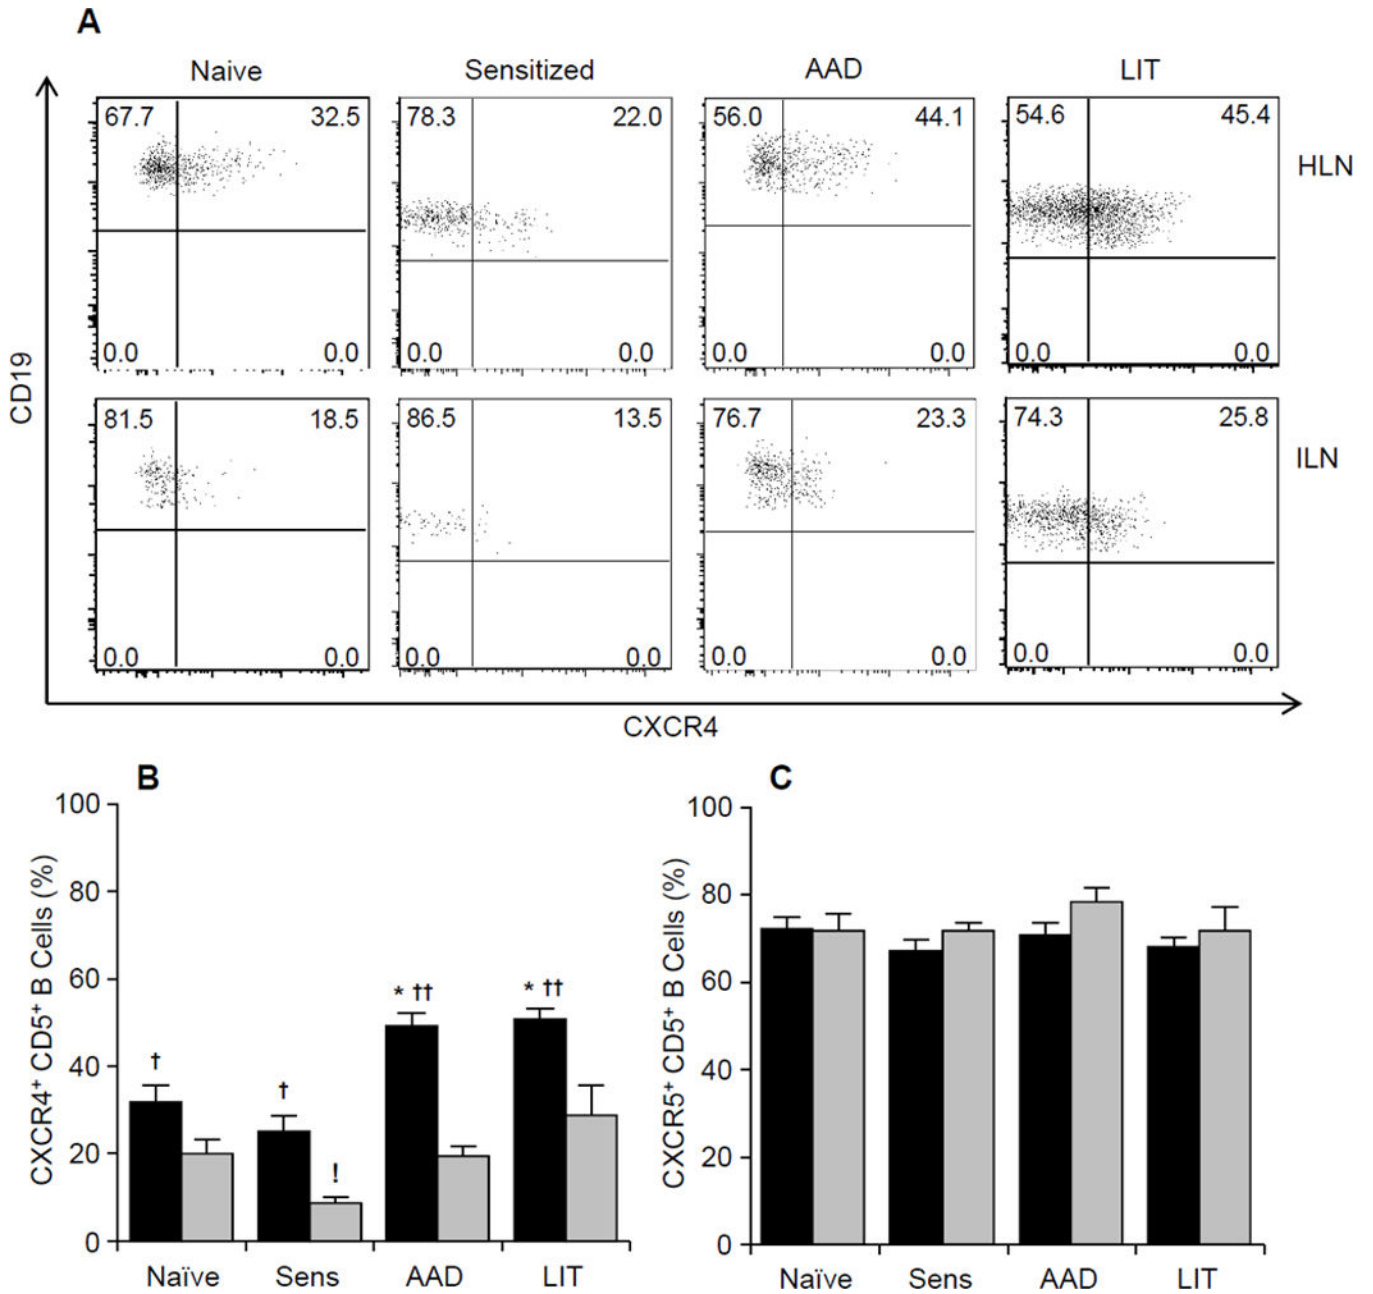 A
Naive Sensitized AAD LIT
67.7 32.5 78.3 22.0 56.0 44.1 54.6 45.4
HLN
0.0 0.0 0.0 0.0 0.0 0.0 0.0 0.0
CD19
81.5 18.5 86.5 13.5 76.7 23.3 74.3 25.8
ILN
0.0 0.0 0.0 0.0 0.0 0.0 0.0 0.0
CXCR4
B
CXCR4⁺ CD5⁺ B Cells (%)
100
80
60
40
20
0
†
†
!
* ††
* ††
Naïve Sens AAD LIT
C
CXCR5⁺ CD5⁺ B Cells (%)
100
80
60
40
20
0
Naïve Sens AAD LIT